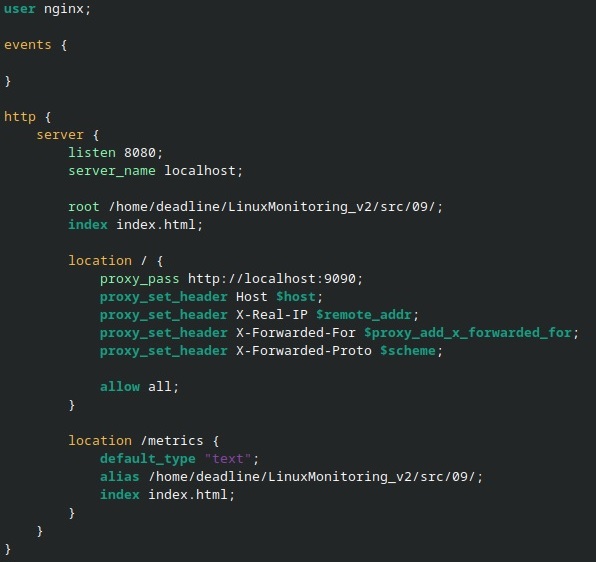 user nginx;
events {
}
http {
server {
listen 8080;
server_name localhost;
root /home/deadline/LinuxMonitoring_v2/src/09/;
index index.html;
location / {
proxy_pass http://localhost:9090;
proxy_set_header Host $host;
proxy_set_header X-Real-IP $remote_addr;
proxy_set_header X-Forwarded-For $proxy_add_x_forwarded_for;
proxy_set_header X-Forwarded-Proto $scheme;
allow all;
}
location /metrics {
default_type "text";
alias /home/deadline/LinuxMonitoring_v2/src/09/;
index index.html;
}
}
}